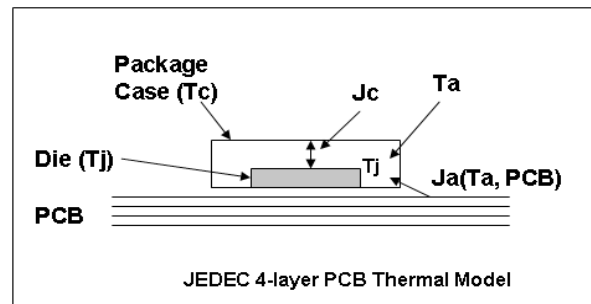 Package
Case (Tc)
Jc
Ta
Die (Tj)
Tj
Ja(Ta, PCB)
PCB
JEDEC 4-layer PCB Thermal Model